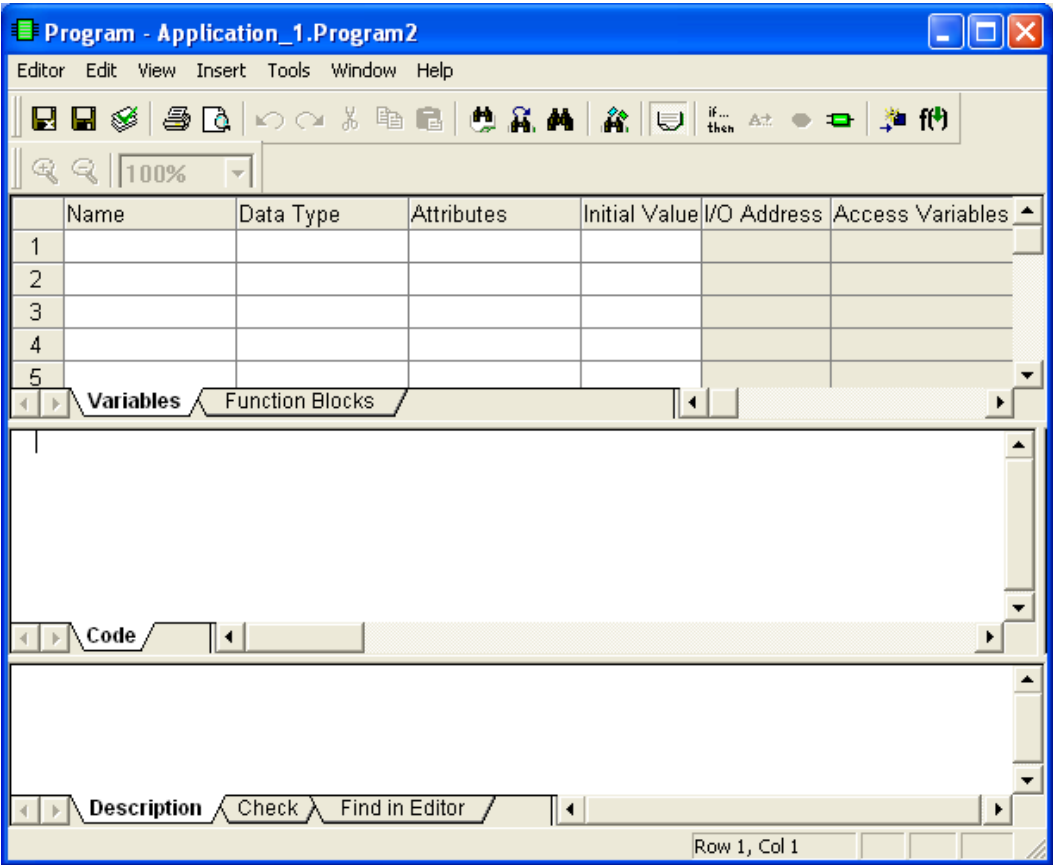 Program - Application_1.Program2
Editor Edit View Insert Tools Window Help
if... then
A±
f(
100%
Name Data Type Attributes Initial Value I/O Address Access Variables
1
2
3
4
5
Variables Function Blocks
Code
Description Check Find in Editor
Row 1, Col 1